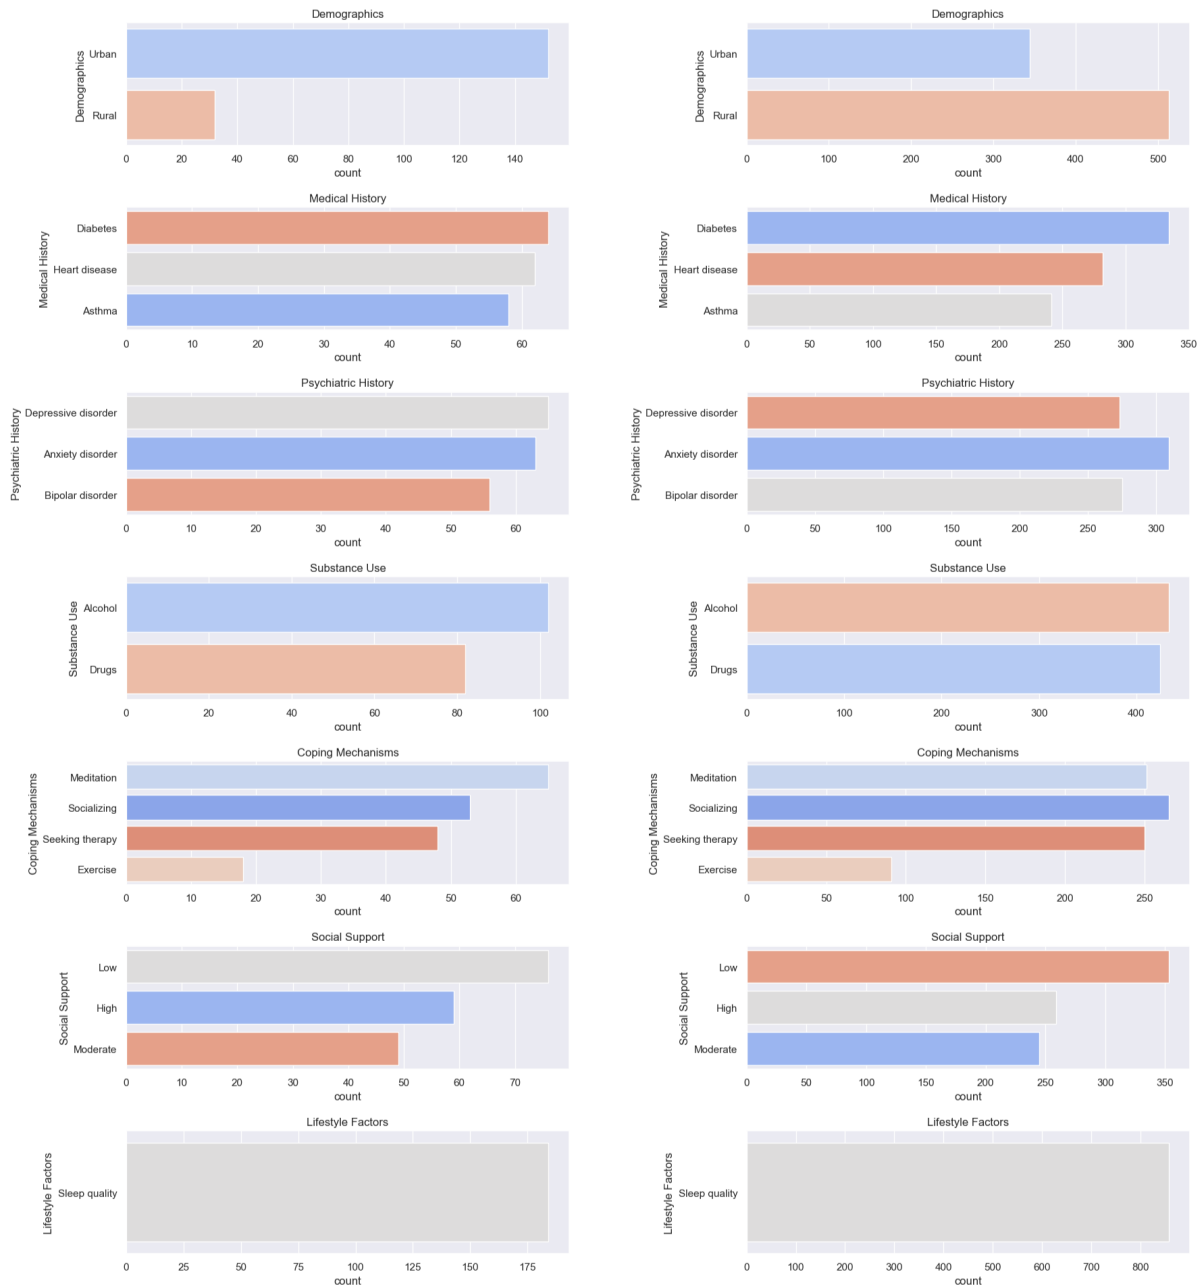 Demographics
Demographics
Urban
Rural
0 20 40 60 80 100 120 140
count
Demographics
Demographics
Urban
Rural
0 100 200 300 400 500
count
Medical History
Medical History
Diabetes
Heart disease
Asthma
0 10 20 30 40 50 60
count
Medical History
Medical History
Diabetes
Heart disease
Asthma
0 50 100 150 200 250 300 350
count
Psychiatric History
Psychiatric History
Depressive disorder
Anxiety disorder
Bipolar disorder
0 10 20 30 40 50 60
count
Psychiatric History
Psychiatric History
Depressive disorder
Anxiety disorder
Bipolar disorder
0 50 100 150 200 250 300
count
Substance Use
Substance Use
Alcohol
Drugs
0 20 40 60 80 100
count
Substance Use
Substance Use
Alcohol
Drugs
0 100 200 300 400
count
Coping Mechanisms
Coping Mechanisms
Meditation
Socializing
Seeking therapy
Exercise
0 10 20 30 40 50 60
count
Coping Mechanisms
Coping Mechanisms
Meditation
Socializing
Seeking therapy
Exercise
0 50 100 150 200 250
count
Social Support
Social Support
Low
High
Moderate
0 10 20 30 40 50 60 70
count
Social Support
Social Support
Low
High
Moderate
0 50 100 150 200 250 300 350
count
Lifestyle Factors
Lifestyle Factors
Sleep quality
0 25 50 75 100 125 150 175
count
Lifestyle Factors
Lifestyle Factors
Sleep quality
0 100 200 300 400 500 600 700 800
count